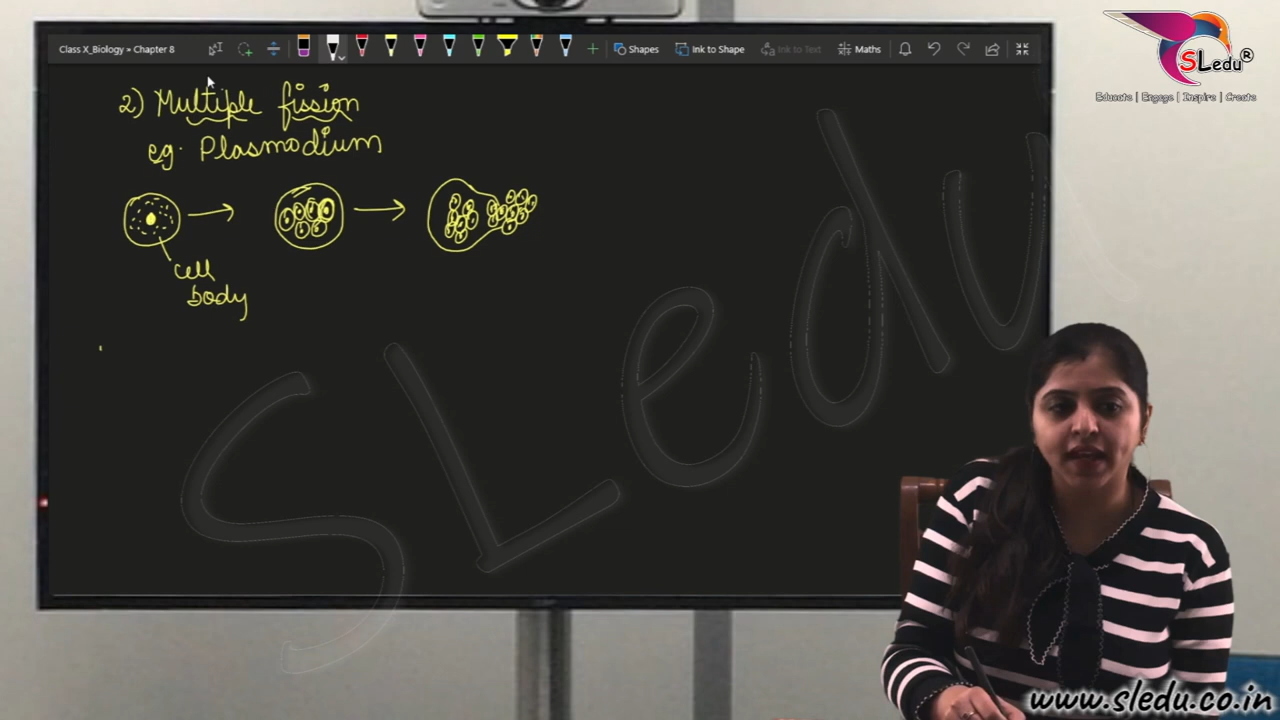 Class X_Biology » Chapter 8
Shapes
Ink to Shape
Ink to Text
Maths
SLedu®
Educate | Engage | Inspire | Create
2) Multiple fission
eg. Plasmodium
cell
body
SLedu
www.sledu.co.in